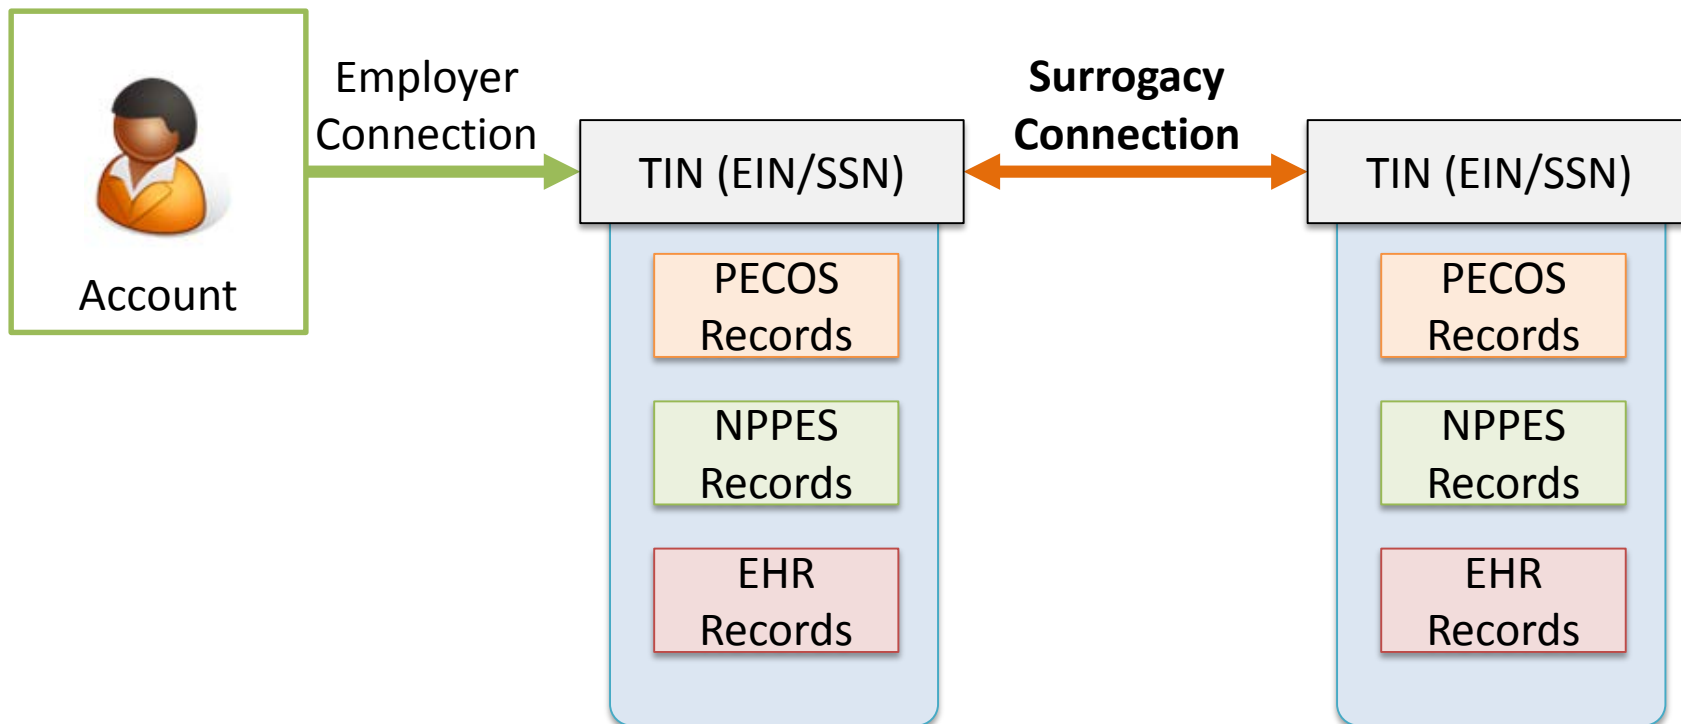 Account
Employer
Connection
TIN (EIN/SSN)
PECOS
Records
NPPES
Records
EHR
Records
Surrogacy
Connection
TIN (EIN/SSN)
PECOS
Records
NPPES
Records
EHR
Records